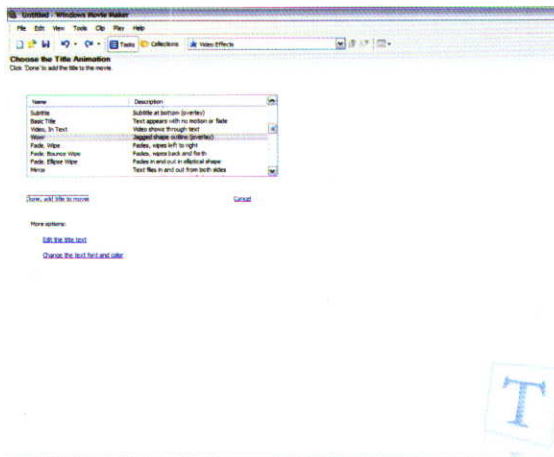 Untitled - Windows Movie Maker
File Edit View Tools Clip Play Help
Tasks Collections Video Effects
Choose the Title Animation
Click 'Done' to add the title to the movie.
Name Description
Subtitle Subtitle at bottom (overlay)
Basic Title Text appears with no motion or fade
Video, In Text Video shows through text
Wow! Jagged shape outline (overlay)
Fade, Wipe Fades, wipes left to right
Fade, Bounce Wipe Fades, wipes back and forth
Fade, Ellipse Wipe Fades in and out in elliptical shape
Mirror Text flies in and out from both sides
Done, add title to movie Cancel
More options:
Edit the title text
Change the text font and color
T